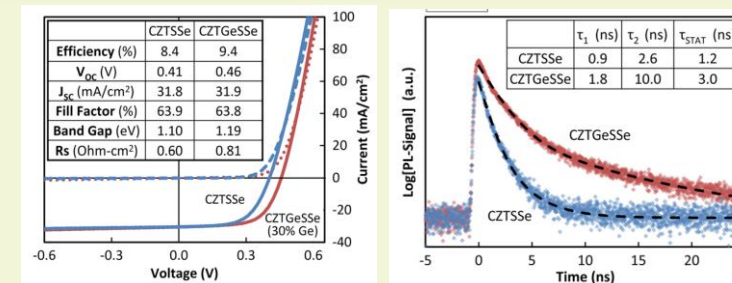 CZTSSe CZTGeSSe
Efficiency (%) 8.4 9.4
V_OC (V) 0.41 0.46
J_SC (mA/cm²) 31.8 31.9
Fill Factor (%) 63.9 63.8
Band Gap (eV) 1.10 1.19
Rs (Ohm-cm²) 0.60 0.81
CZTSSe
CZTGeSSe
(30% Ge)
100
80
60
40
20
0
-20
-40
Current (mA/cm²)
-0.6 -0.3 0.0 0.3 0.6
Voltage (V)
τ₁ (ns) τ₂ (ns) τ_STAT (ns)
CZTSSe 0.9 2.6 1.2
CZTGeSSe 1.8 10.0 3.0
Log[PL-Signal] (a.u.)
CZTGeSSe
CZTSSe
-5 0 5 10 15 20
Time (ns)